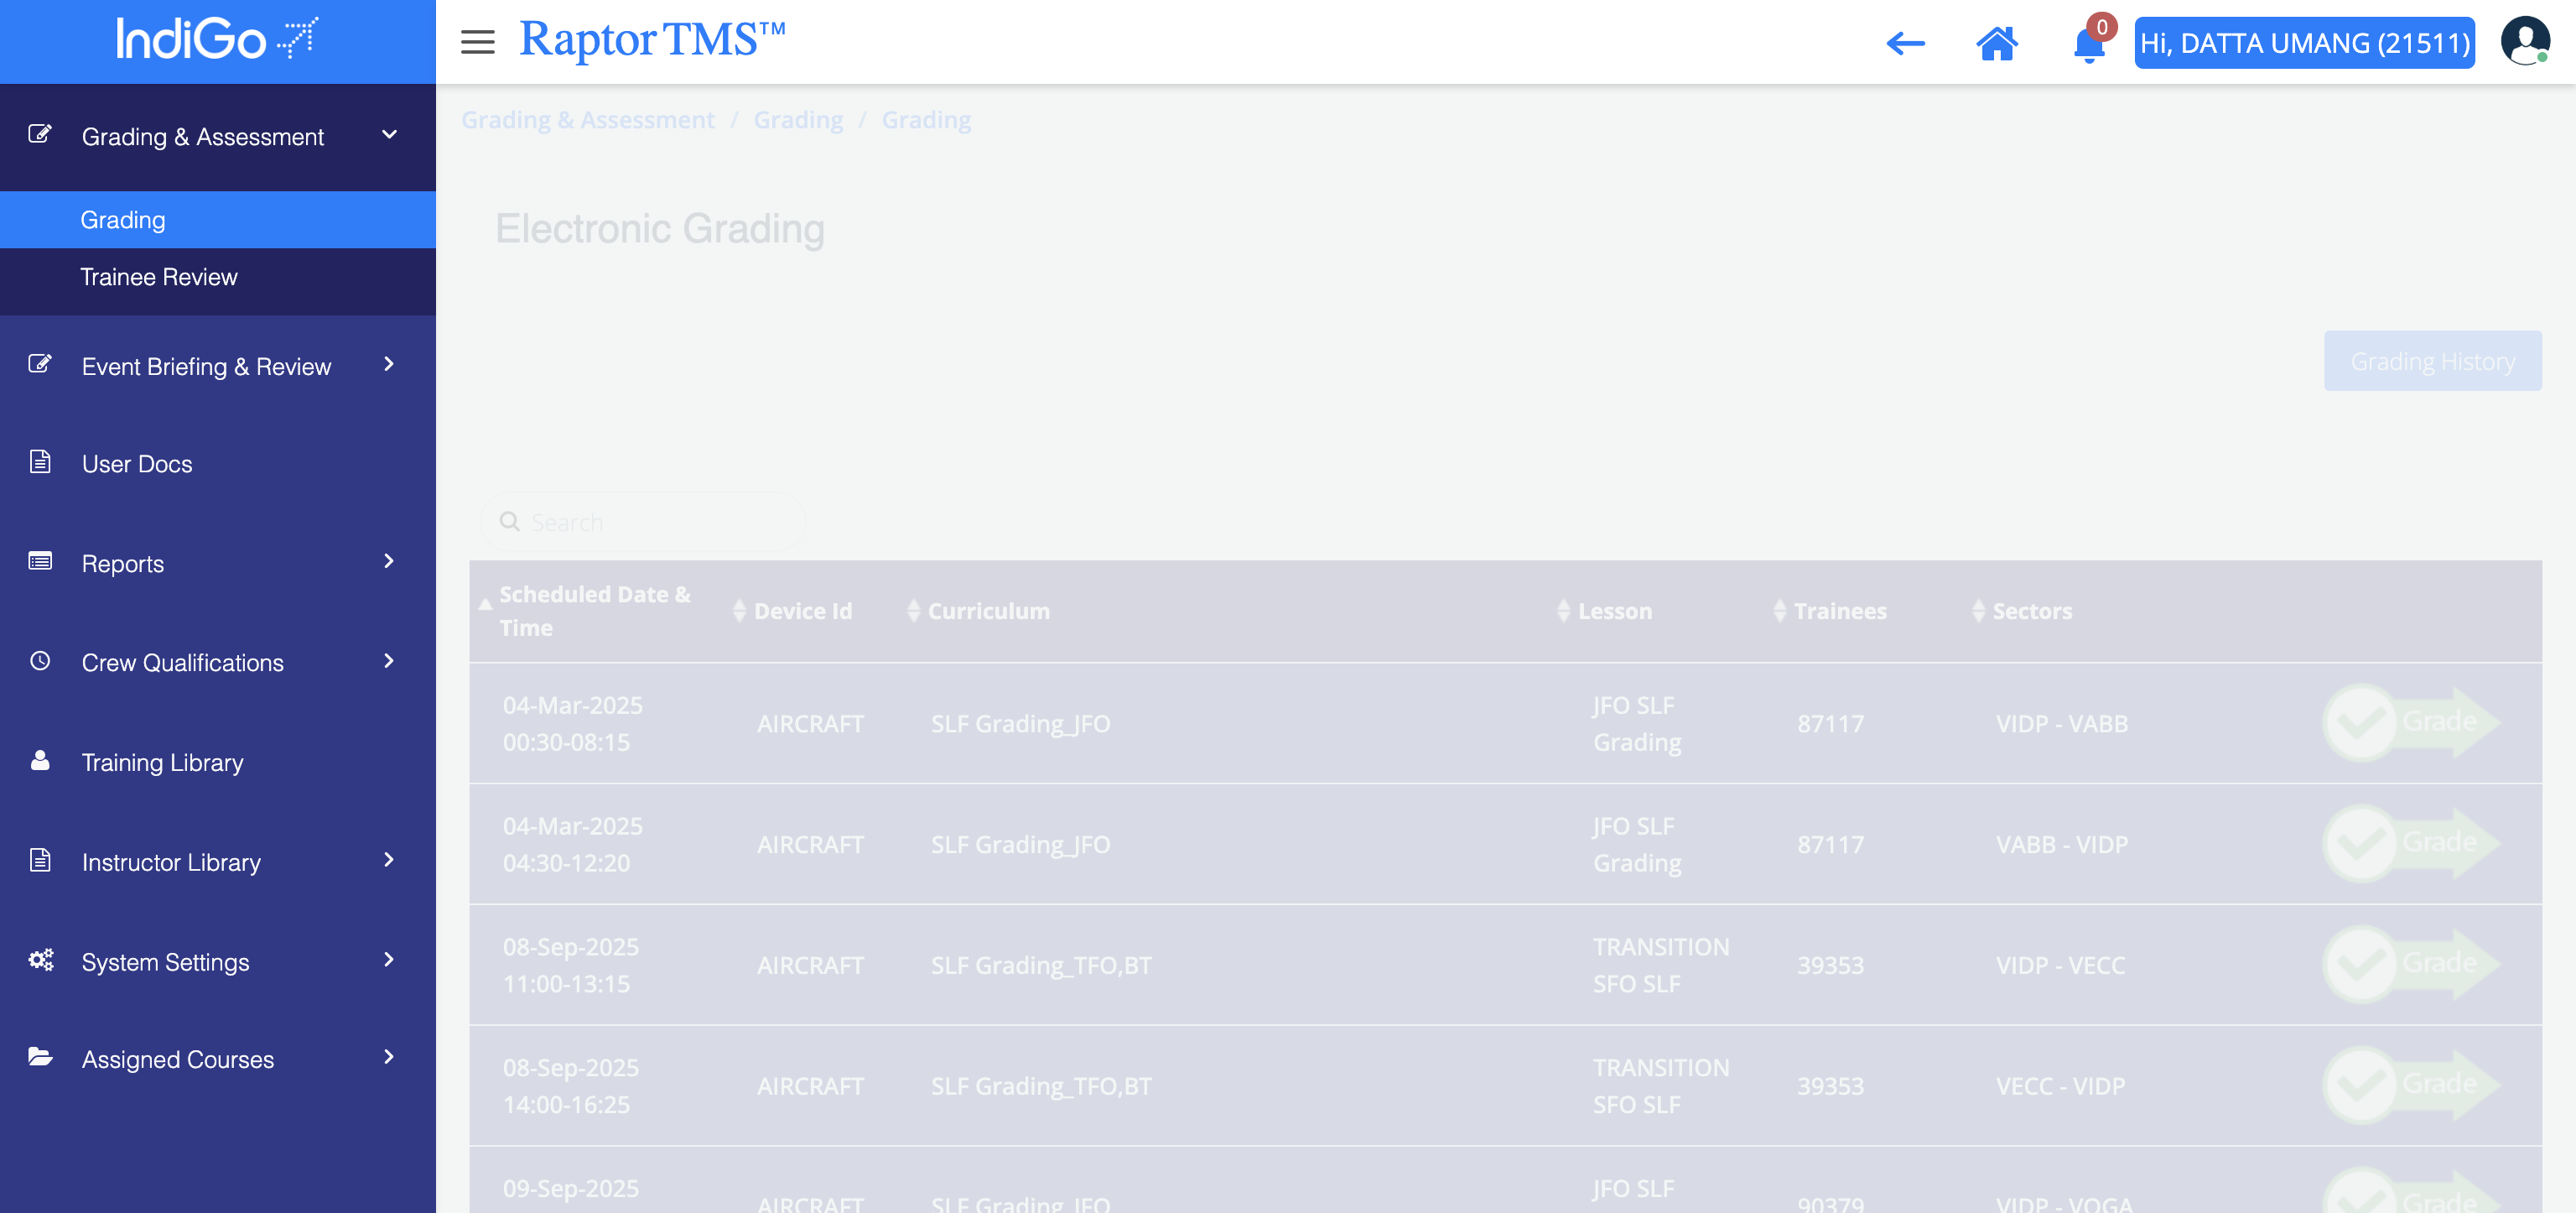 IndiGo
Raptor TMS™
0
Hi, DATTA UMANG (21511)
Grading & Assessment
Grading
Trainee Review
Event Briefing & Review
User Docs
Reports
Crew Qualifications
Training Library
Instructor Library
System Settings
Assigned Courses
Grading & Assessment / Grading / Grading
Electronic Grading
Grading History
Search
Scheduled Date & Time Device Id Curriculum Lesson Trainees Sectors
04-Mar-2025 00:30-08:15 AIRCRAFT SLF Grading_JFO JFO SLF Grading 87117 VIDP - VABB Grade
04-Mar-2025 04:30-12:20 AIRCRAFT SLF Grading_JFO JFO SLF Grading 87117 VABB - VIDP Grade
08-Sep-2025 11:00-13:15 AIRCRAFT SLF Grading_TFO,BT TRANSITION SFO SLF 39353 VIDP - VECC Grade
08-Sep-2025 14:00-16:25 AIRCRAFT SLF Grading_TFO,BT TRANSITION SFO SLF 39353 VECC - VIDP Grade
09-Sep-2025 AIRCRAFT SLF Grading_JFO JFO SLF 90379 VIDP - VOGA Grade